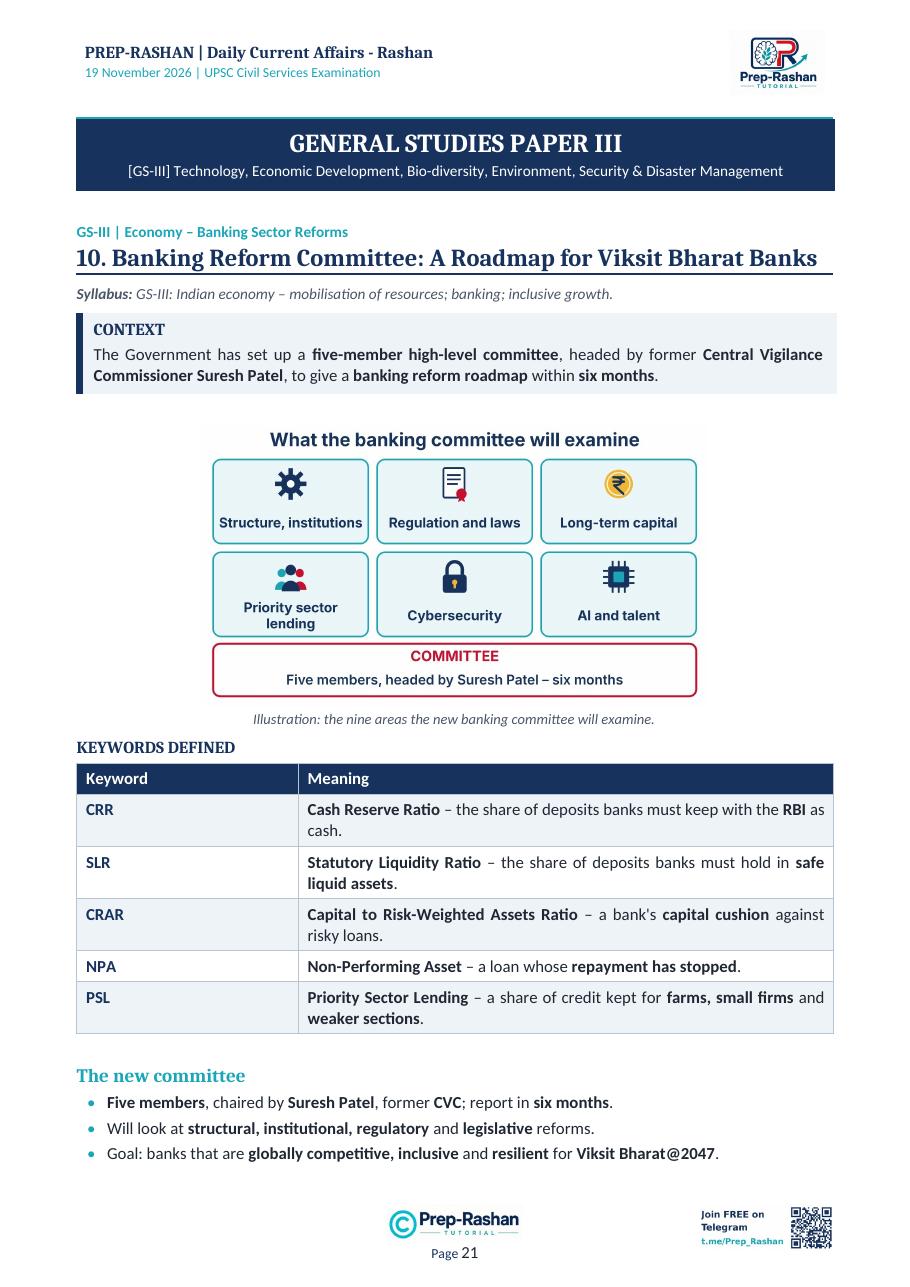 PREP-RASHAN | Daily Current Affairs - Rashan
19 November 2026 | UPSC Civil Services Examination
Prep-Rashan
TUTORIAL
GENERAL STUDIES PAPER III
[GS-III] Technology, Economic Development, Bio-diversity, Environment, Security & Disaster Management
GS-III | Economy – Banking Sector Reforms
10. Banking Reform Committee: A Roadmap for Viksit Bharat Banks
Syllabus: GS-III: Indian economy – mobilisation of resources; banking; inclusive growth.
CONTEXT
The Government has set up a five-member high-level committee, headed by former Central Vigilance
Commissioner Suresh Patel, to give a banking reform roadmap within six months.
What the banking committee will examine
Structure, institutions
Regulation and laws
Long-term capital
Priority sector
lending
Cybersecurity
AI and talent
COMMITTEE
Five members, headed by Suresh Patel – six months
Illustration: the nine areas the new banking committee will examine.
KEYWORDS DEFINED
Keyword Meaning
CRR Cash Reserve Ratio – the share of deposits banks must keep with the RBI as
cash.
SLR Statutory Liquidity Ratio – the share of deposits banks must hold in safe
liquid assets.
CRAR Capital to Risk-Weighted Assets Ratio – a bank's capital cushion against
risky loans.
NPA Non-Performing Asset – a loan whose repayment has stopped.
PSL Priority Sector Lending – a share of credit kept for farms, small firms and
weaker sections.
The new committee
• Five members, chaired by Suresh Patel, former CVC; report in six months.
• Will look at structural, institutional, regulatory and legislative reforms.
• Goal: banks that are globally competitive, inclusive and resilient for Viksit Bharat@2047.
© Prep-Rashan
TUTORIAL
Page 21
Join FREE on
Telegram
t.me/Prep_Rashan